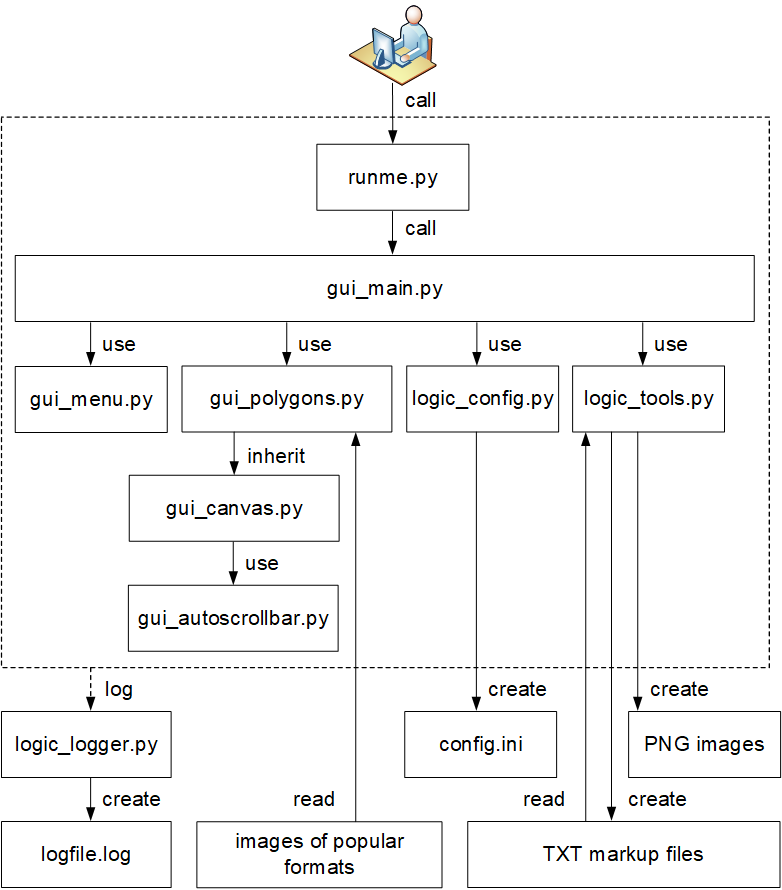 call
runme.py
call
gui_main.py
use
use
use
use
gui_menu.py
gui_polygons.py
logic_config.py
logic_tools.py
inherit
gui_canvas.py
use
gui_autoscrollbar.py
log
create
create
logic_logger.py
config.ini
PNG images
create
read
read
create
logfile.log
images of popular
formats
TXT markup files